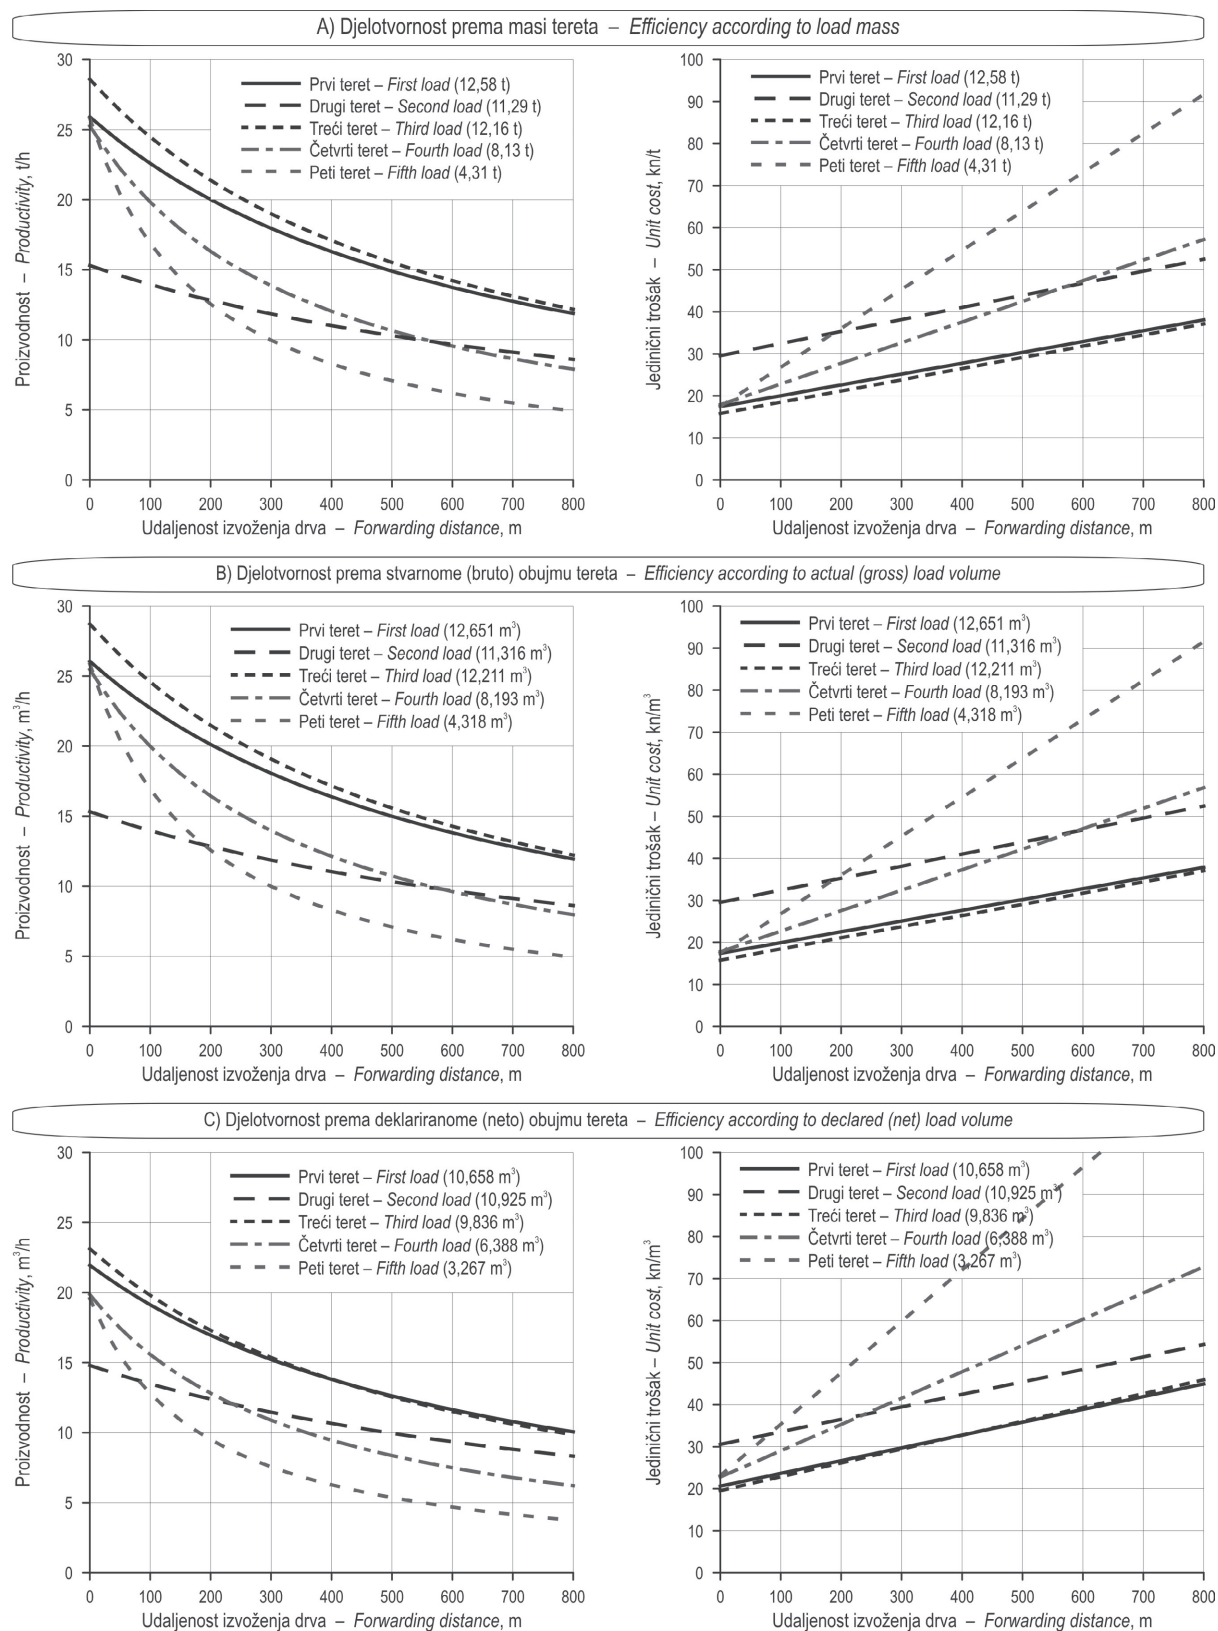 A) Djelotvornost prema masi tereta – Efficiency according to load mass
Proizvodnost – Productivity, t/h
30
25
20
15
10
5
0
Prvi teret – First load (12,58 t)
Drugi teret – Second load (11,29 t)
Treći teret – Third load (12,16 t)
Četvrti teret – Fourth load (8,13 t)
Peti teret – Fifth load (4,31 t)
0 100 200 300 400 500 600 700 800
Udaljenost izvoženja drva – Forwarding distance, m
Jedinični trošak – Unit cost, kn/t
100
90
80
70
60
50
40
30
20
10
0
Prvi teret – First load (12,58 t)
Drugi teret – Second load (11,29 t)
Treći teret – Third load (12,16 t)
Četvrti teret – Fourth load (8,13 t)
Peti teret – Fifth load (4,31 t)
0 100 200 300 400 500 600 700 800
Udaljenost izvoženja drva – Forwarding distance, m
B) Djelotvornost prema stvarnome (bruto) obujmu tereta – Efficiency according to actual (gross) load volume
Proizvodnost – Productivity, m³/h
30
25
20
15
10
5
0
Prvi teret – First load (12,651 m³)
Drugi teret – Second load (11,316 m³)
Treći teret – Third load (12,211 m³)
Četvrti teret – Fourth load (8,193 m³)
Peti teret – Fifth load (4,318 m³)
0 100 200 300 400 500 600 700 800
Udaljenost izvoženja drva – Forwarding distance, m
Jedinični trošak – Unit cost, kn/m³
100
90
80
70
60
50
40
30
20
10
0
Prvi teret – First load (12,651 m³)
Drugi teret – Second load (11,316 m³)
Treći teret – Third load (12,211 m³)
Četvrti teret – Fourth load (8,193 m³)
Peti teret – Fifth load (4,318 m³)
0 100 200 300 400 500 600 700 800
Udaljenost izvoženja drva – Forwarding distance, m
C) Djelotvornost prema deklariranome (neto) obujmu tereta – Efficiency according to declared (net) load volume
Proizvodnost – Productivity, m³/h
30
25
20
15
10
5
0
Prvi teret – First load (10,658 m³)
Drugi teret – Second load (10,925 m³)
Treći teret – Third load (9,836 m³)
Četvrti teret – Fourth load (6,388 m³)
Peti teret – Fifth load (3,267 m³)
0 100 200 300 400 500 600 700 800
Udaljenost izvoženja drva – Forwarding distance, m
Jedinični trošak – Unit cost, kn/m³
100
90
80
70
60
50
40
30
20
10
0
Prvi teret – First load (10,658 m³)
Drugi teret – Second load (10,925 m³)
Treći teret – Third load (9,836 m³)
Četvrti teret – Fourth load (6,388 m³)
Peti teret – Fifth load (3,267 m³)
0 100 200 300 400 500 600 700 800
Udaljenost izvoženja drva – Forwarding distance, m